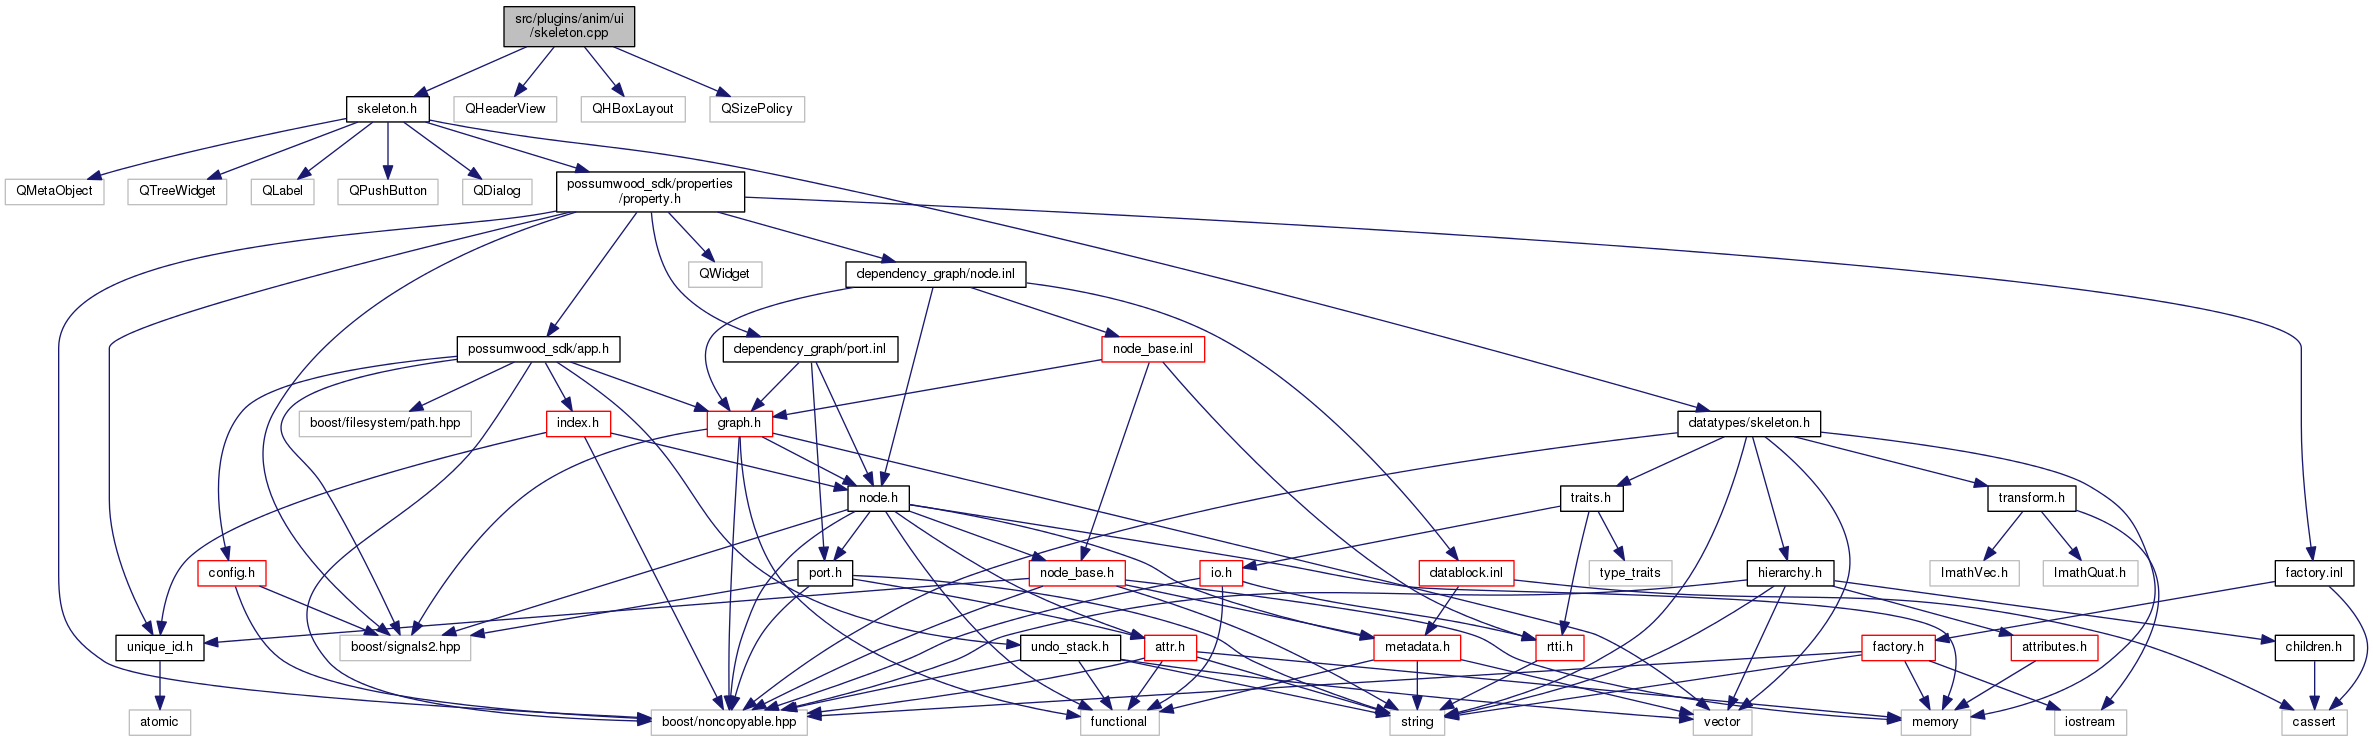 src/plugins/anim/ui
/skeleton.cpp
skeleton.h
QHeaderView
QHBoxLayout
QSizePolicy
QMetaObject
QTreeWidget
QLabel
QPushButton
QDialog
possumwood_sdk/properties
/property.h
QWidget
dependency_graph/node.inl
possumwood_sdk/app.h
dependency_graph/port.inl
node_base.inl
boost/filesystem/path.hpp
index.h
graph.h
datatypes/skeleton.h
node.h
traits.h
transform.h
config.h
port.h
node_base.h
io.h
datablock.inl
type_traits
hierarchy.h
ImathVec.h
ImathQuat.h
factory.inl
unique_id.h
boost/signals2.hpp
undo_stack.h
attr.h
metadata.h
rtti.h
factory.h
attributes.h
children.h
atomic
boost/noncopyable.hpp
functional
string
vector
memory
iostream
cassert